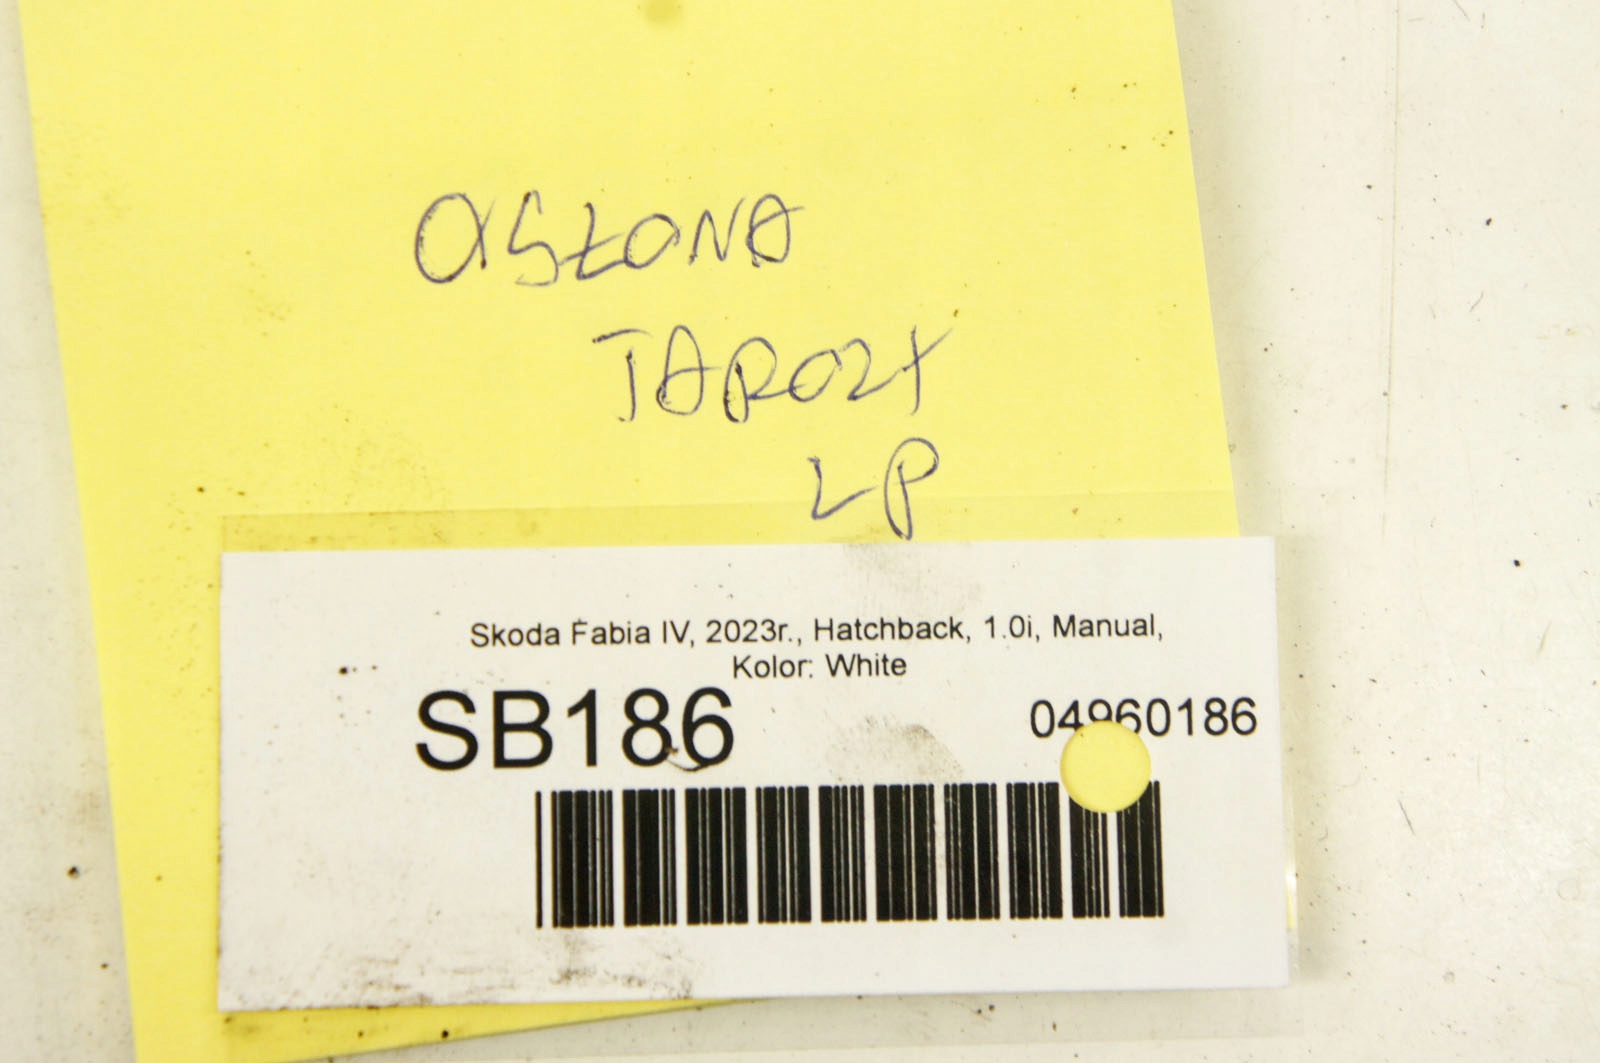 OSŁONA
TARCZY
LP
Skoda Fabia IV, 2023r., Hatchback, 1.0i, Manual,
Kolor: White
SB186
04960186